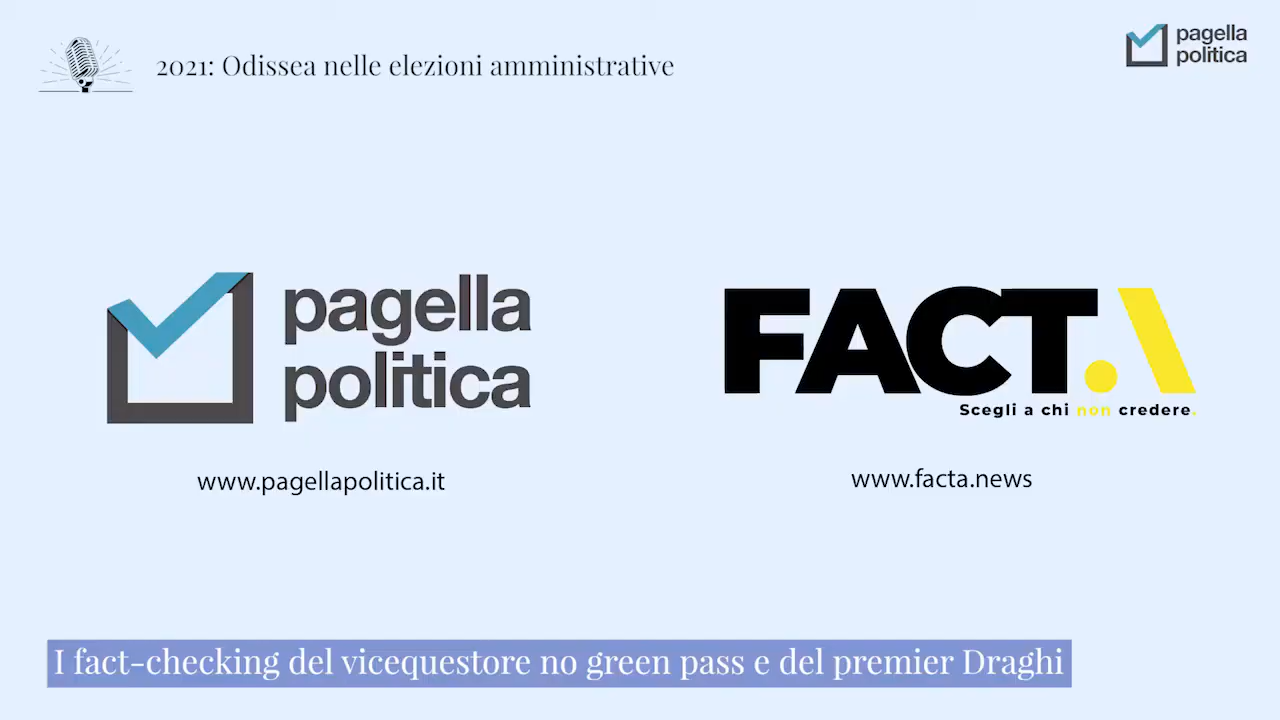 2021: Odissea nelle elezioni amministrative
pagella
politica
pagella
politica
www.pagellapolitica.it
FACT.A
Scegli a chi non credere.
www.facta.news
I fact-checking del vicequestore no green pass e del premier Draghi